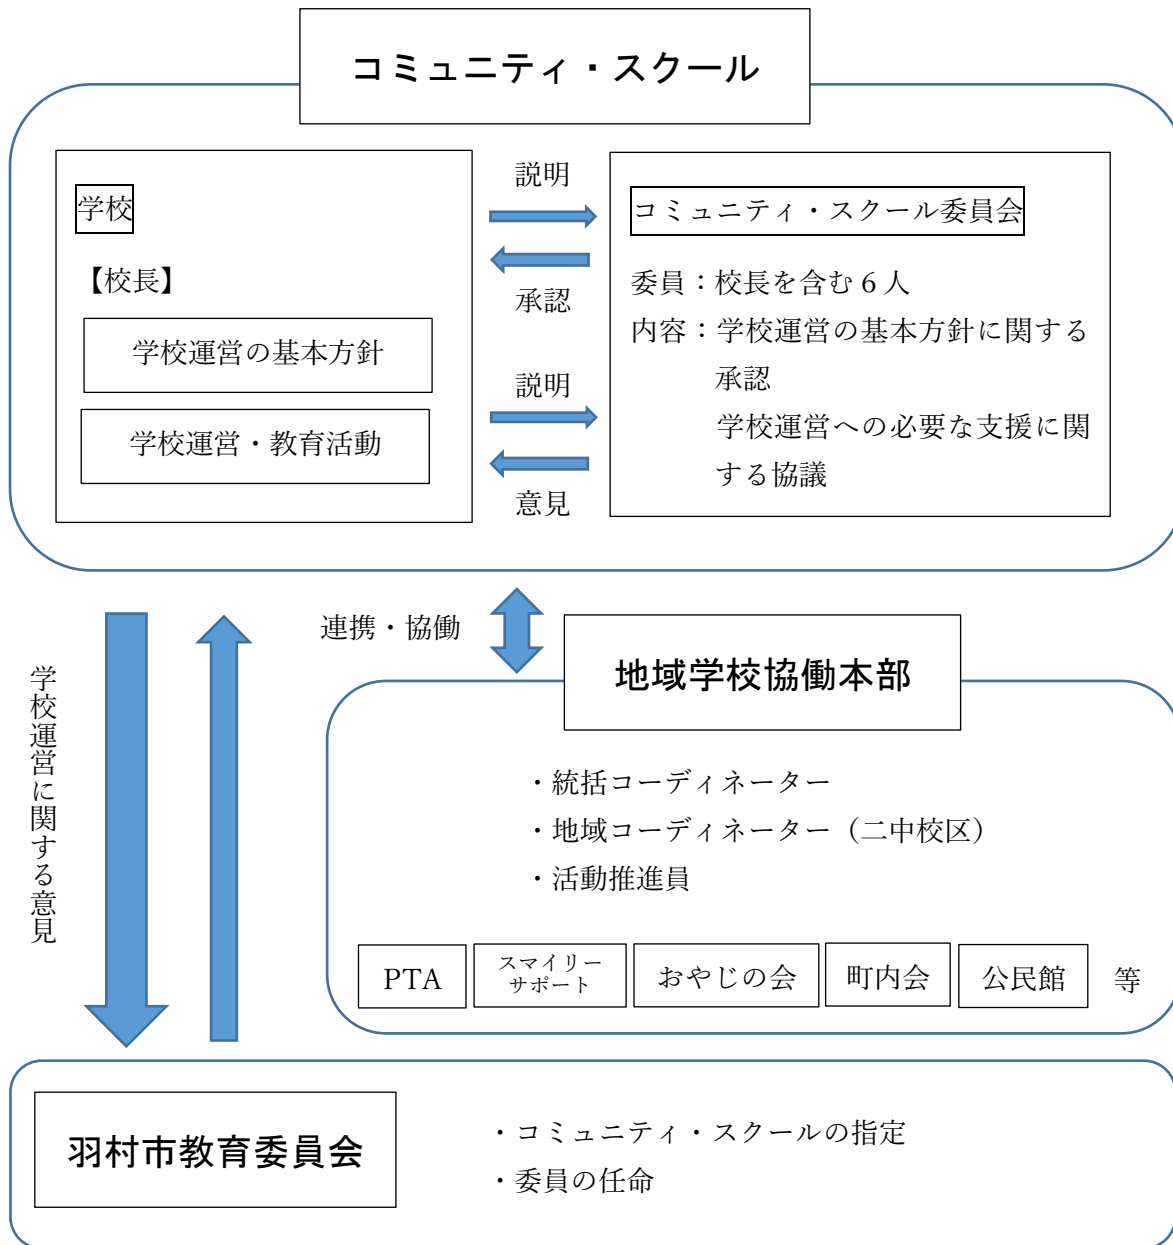 コミュニティ・スクール
学校
【校長】
学校運営の基本方針
学校運営・教育活動
説明
承認
説明
意見
コミュニティ・スクール委員会
委員：校長を含む６人
内容：学校運営の基本方針に関する
承認
学校運営への必要な支援に関
する協議
学校運営に関する意見
連携・協働
地域学校協働本部
・統括コーディネーター
・地域コーディネーター（二中校区）
・活動推進員
PTA
スマイリー
サポート
おやじの会
町内会
公民館
等
羽村市教育委員会
・コミュニティ・スクールの指定
・委員の任命